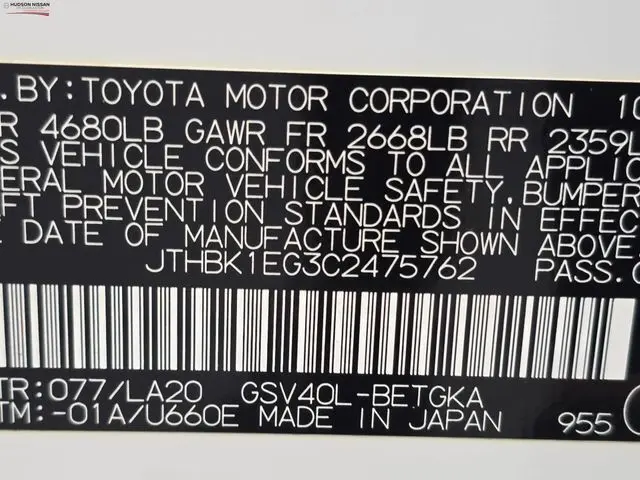 HUDSON NISSAN
. BY: TOYOTA MOTOR CORPORATION 10
R 4680LB GAWR FR 2668LB RR 2359L
S VEHICLE CONFORMS TO ALL APPLIC
ERAL MOTOR VEHICLE SAFETY, BUMPER
FT PREVENTION STANDARDS IN EFFECT
E DATE OF MANUFACTURE SHOWN ABOVE.
JTHBK1EG3C2475762 PASS.C
TR:077/LA20 GSV40L-BETGKA
TM:-01A/U660E MADE IN JAPAN 955